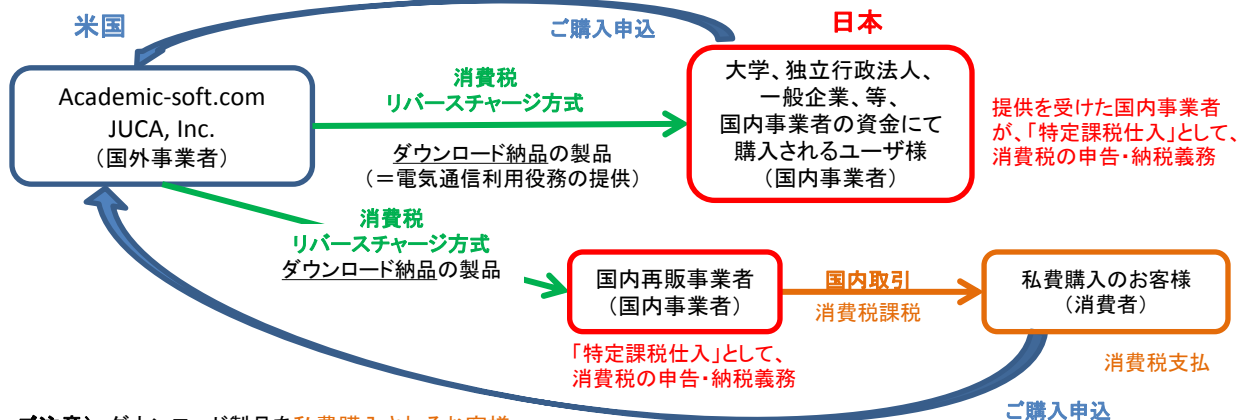 米国
ご購入申込
日本
Academic-soft.com
JUCA, Inc.
（国外事業者）
消費税
リバースチャージ方式
ダウンロード納品の製品
（＝電気通信利用役務の提供）
大学、独立行政法人、
一般企業、等、
国内事業者の資金にて
購入されるユーザ様
（国内事業者）
提供を受けた国内事業者
が、「特定課税仕入」として、
消費税の申告・納税義務
消費税
リバースチャージ方式
ダウンロード納品の製品
国内再販事業者
（国内事業者）
国内取引
消費税課税
私費購入のお客様
（消費者）
「特定課税仕入」として、
消費税の申告・納税義務
消費税支払
ご購入申込